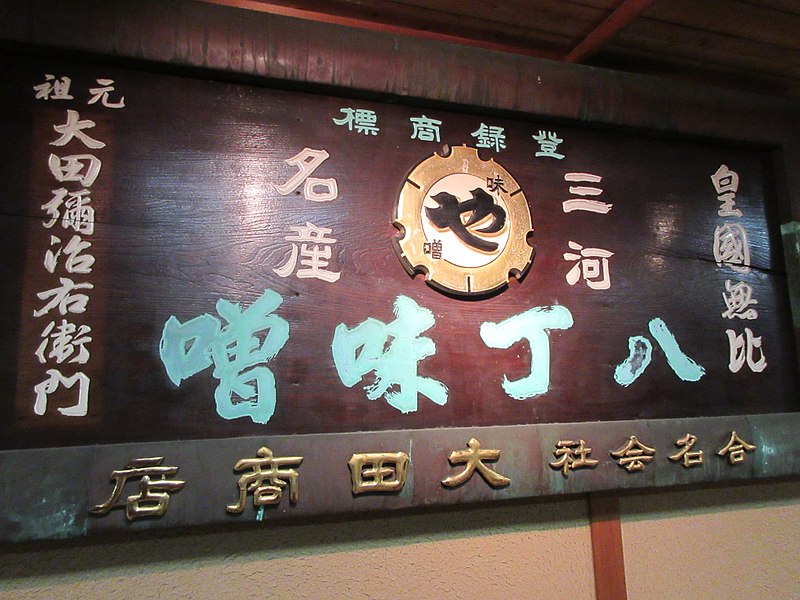 登録商標
皇國無比
三河
味
や
噌
名産
元祖
大田彌治右衛門
八丁味噌
合名会社
大田商店